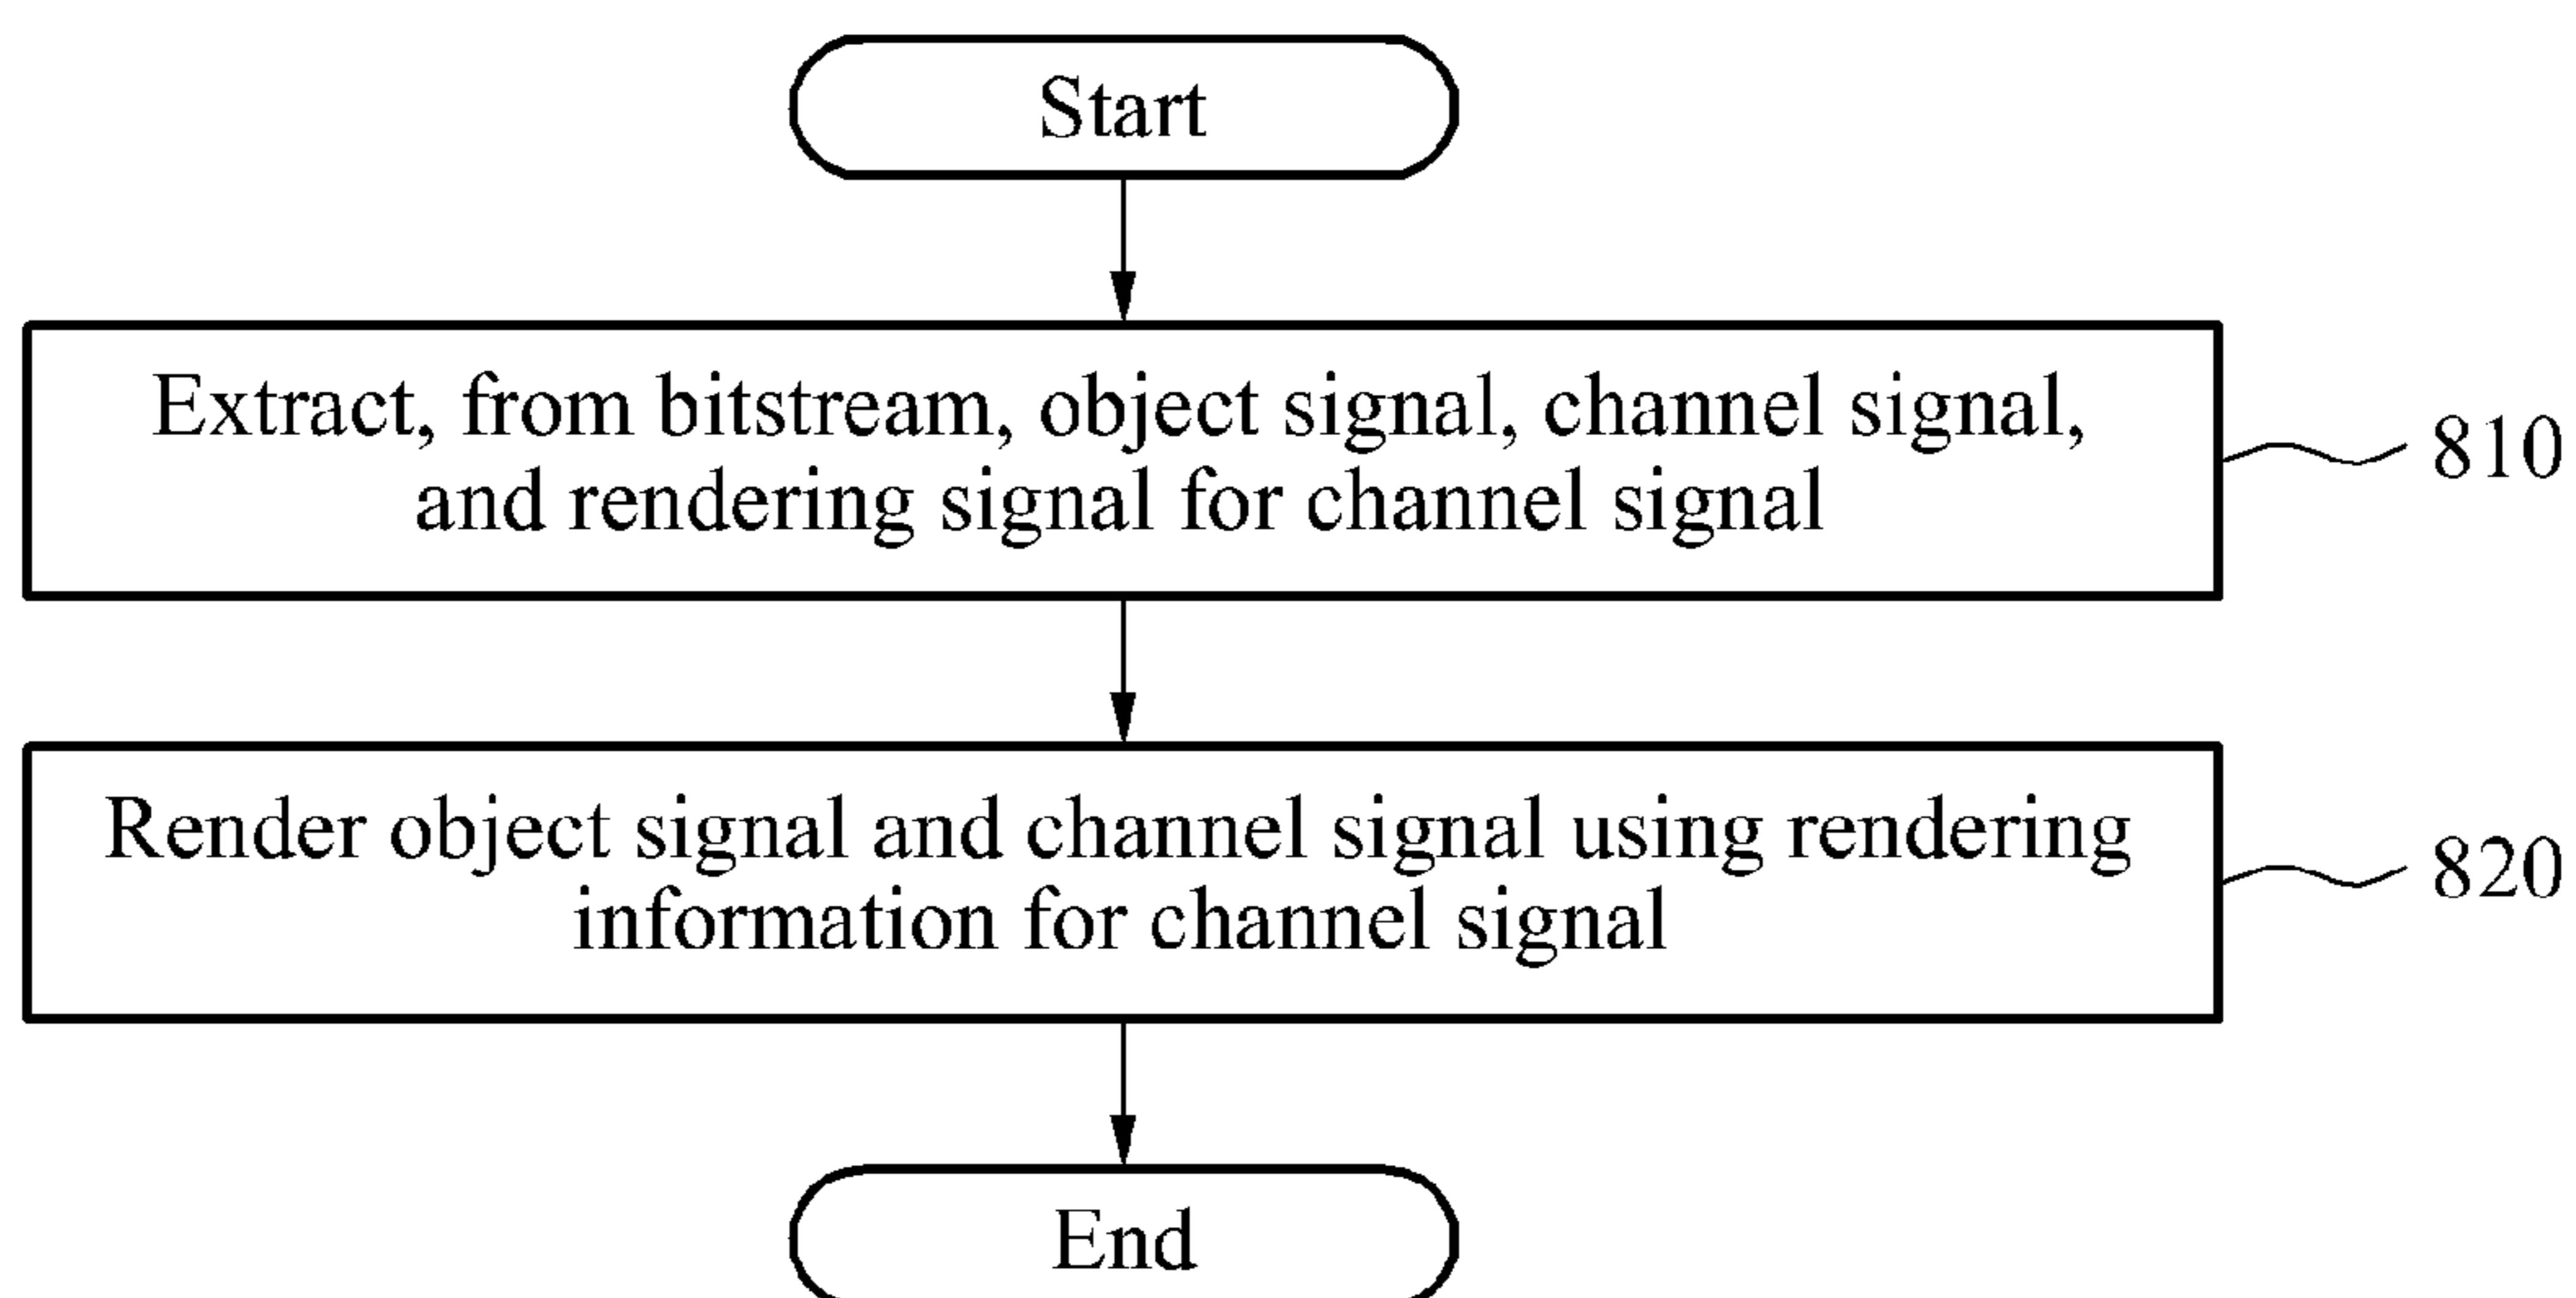 Start
Extract, from bitstream, object signal, channel signal,
and rendering signal for channel signal
810
Render object signal and channel signal using rendering
information for channel signal
820
End